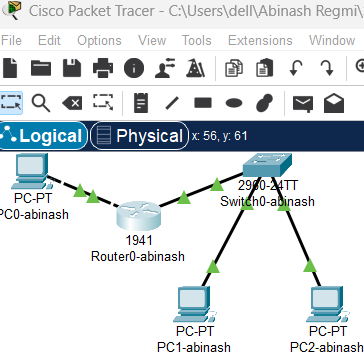 Cisco Packet Tracer - C:\Users\dell\Abinash Regmi\
File Edit Options View Tools Extensions Window
Logical Physical x: 56, y: 61
PC-PT
PC0-abinash
1941
Router0-abinash
2960-24TT
Switch0-abinash
PC-PT
PC1-abinash
PC-PT
PC2-abinash